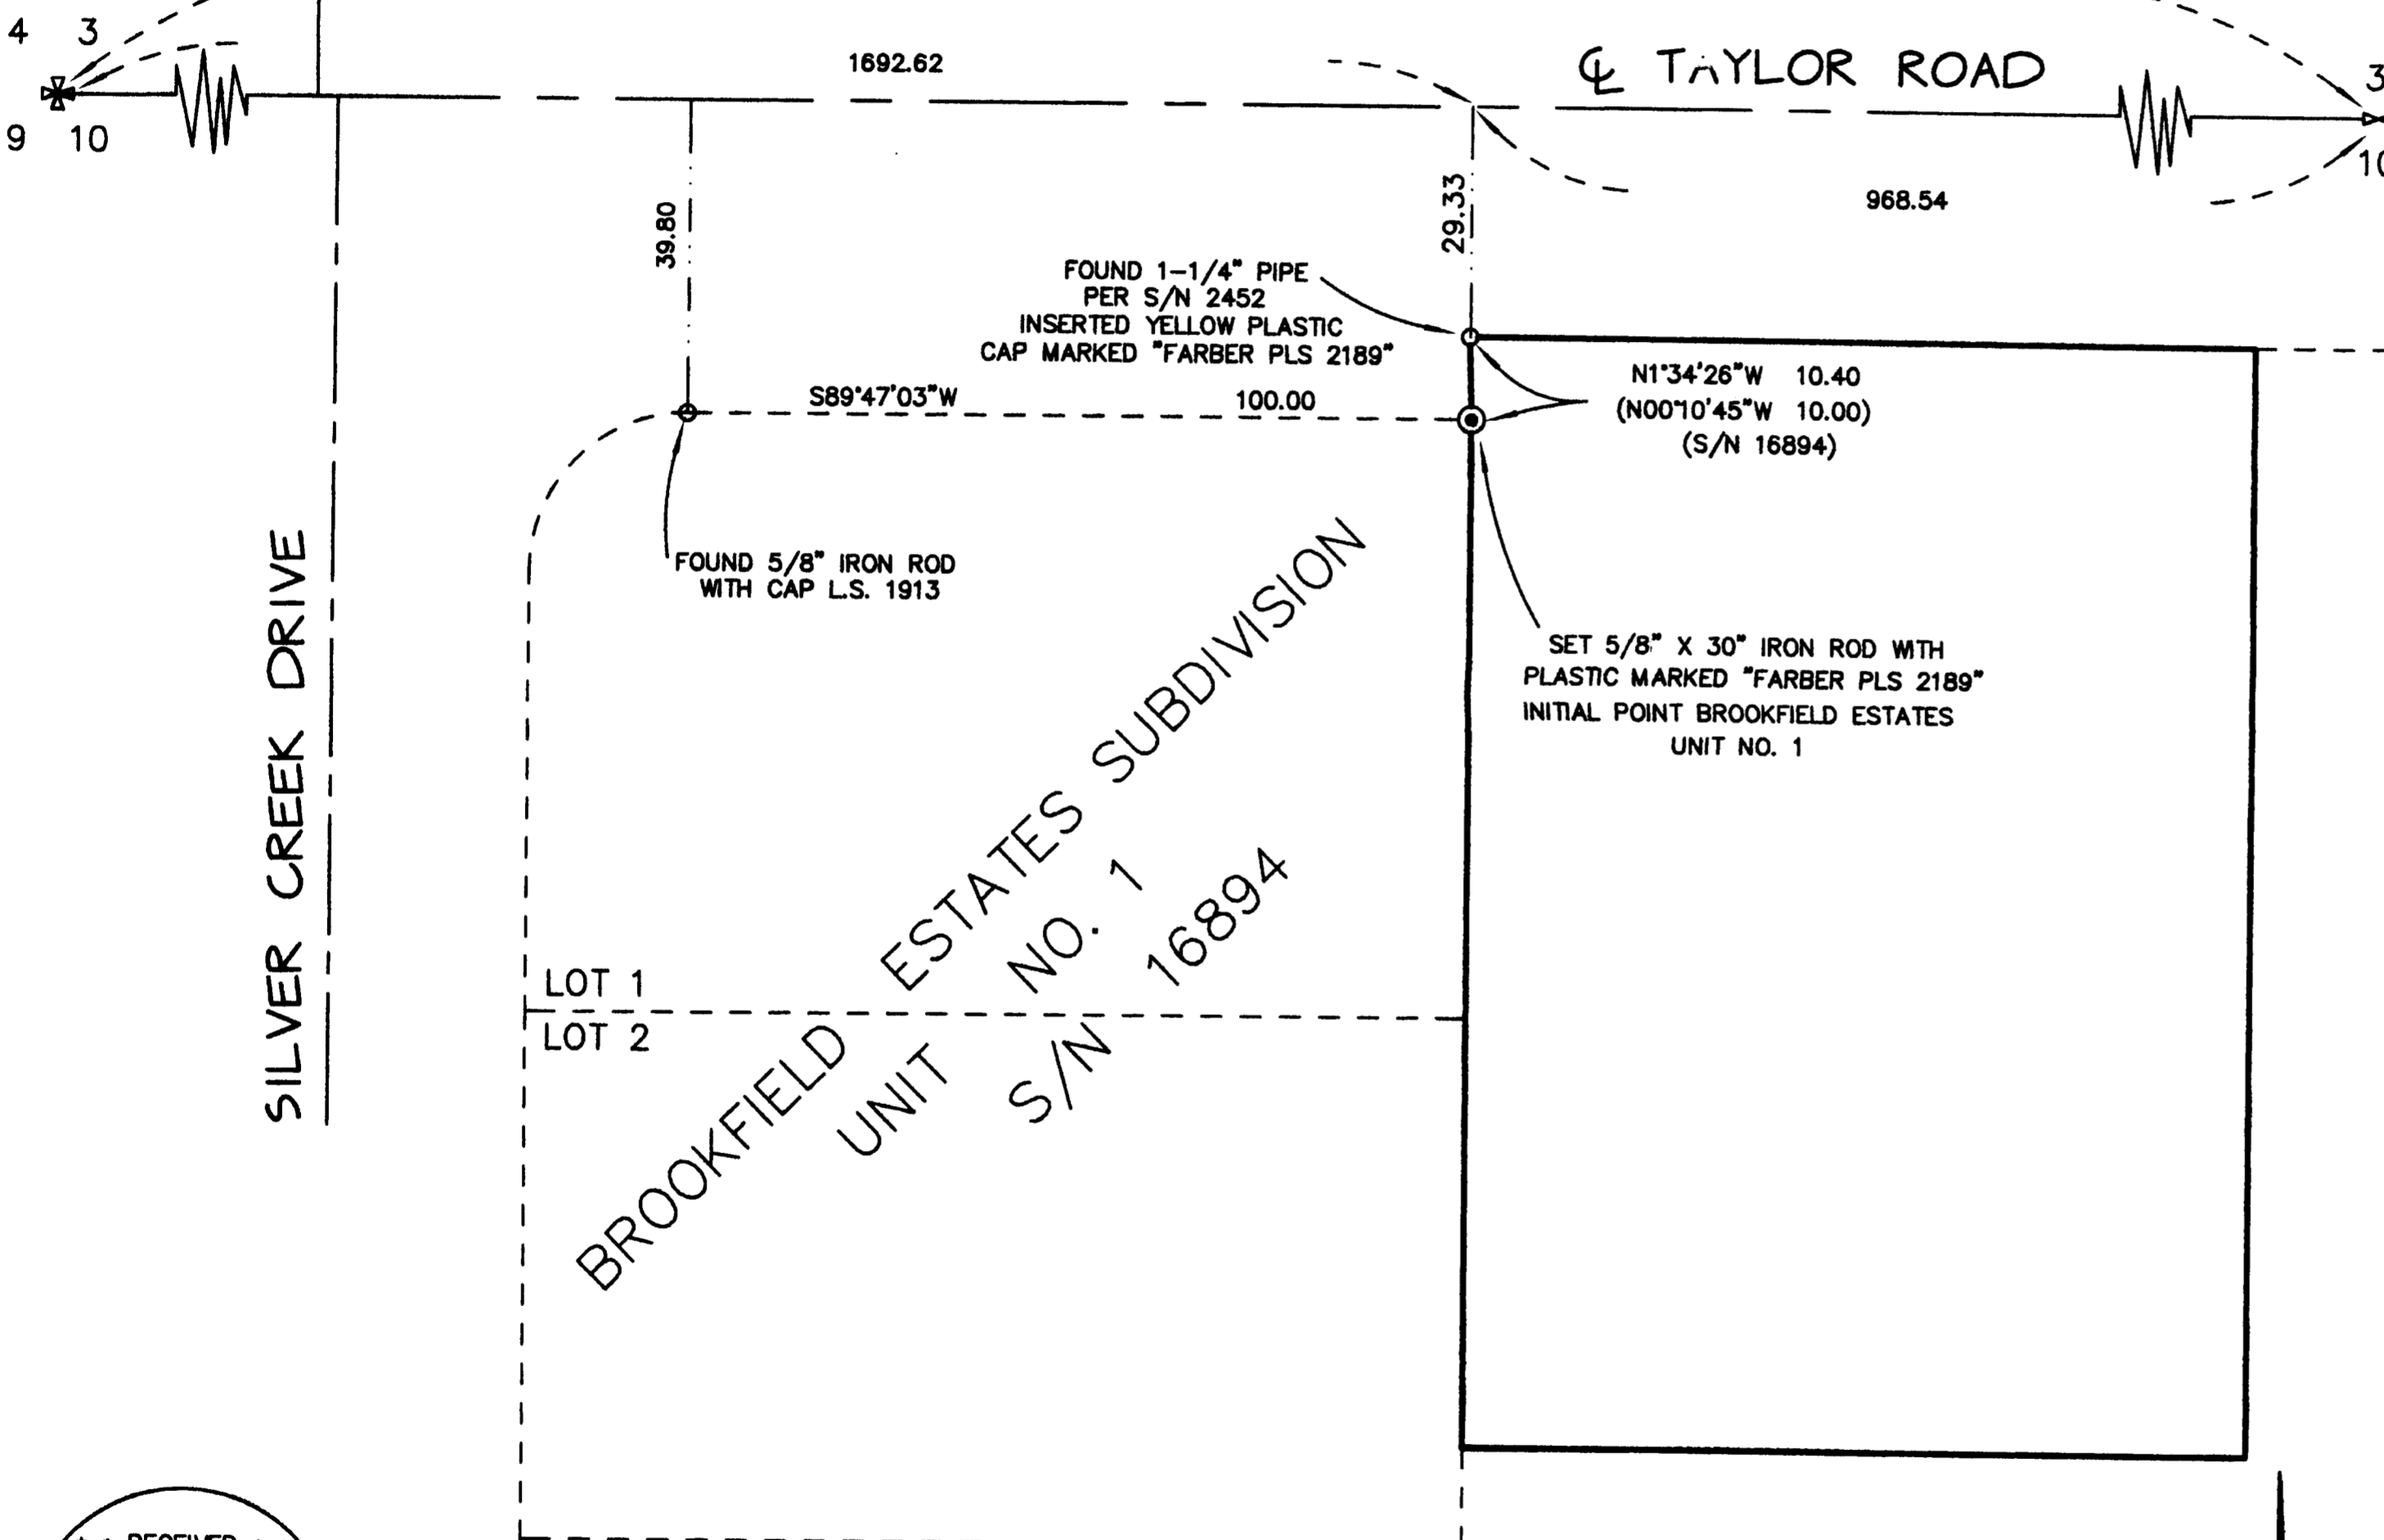 4 3
9 10
1692.62
℄ TAYLOR ROAD
3
10
968.54
39.80
29.33
FOUND 1-1/4" PIPE
PER S/N 2452
INSERTED YELLOW PLASTIC
CAP MARKED "FARBER PLS 2189"
N1°34'26"W 10.40
(N00°10'45"W 10.00)
(S/N 16894)
S89°47'03"W 100.00
FOUND 5/8" IRON ROD
WITH CAP L.S. 1913
SET 5/8" X 30" IRON ROD WITH
PLASTIC MARKED "FARBER PLS 2189"
INITIAL POINT BROOKFIELD ESTATES
UNIT NO. 1
SILVER CREEK DRIVE
BROOKFIELD ESTATES SUBDIVISION
UNIT NO. 1
S/N 16894
LOT 1
LOT 2
RECEIVED